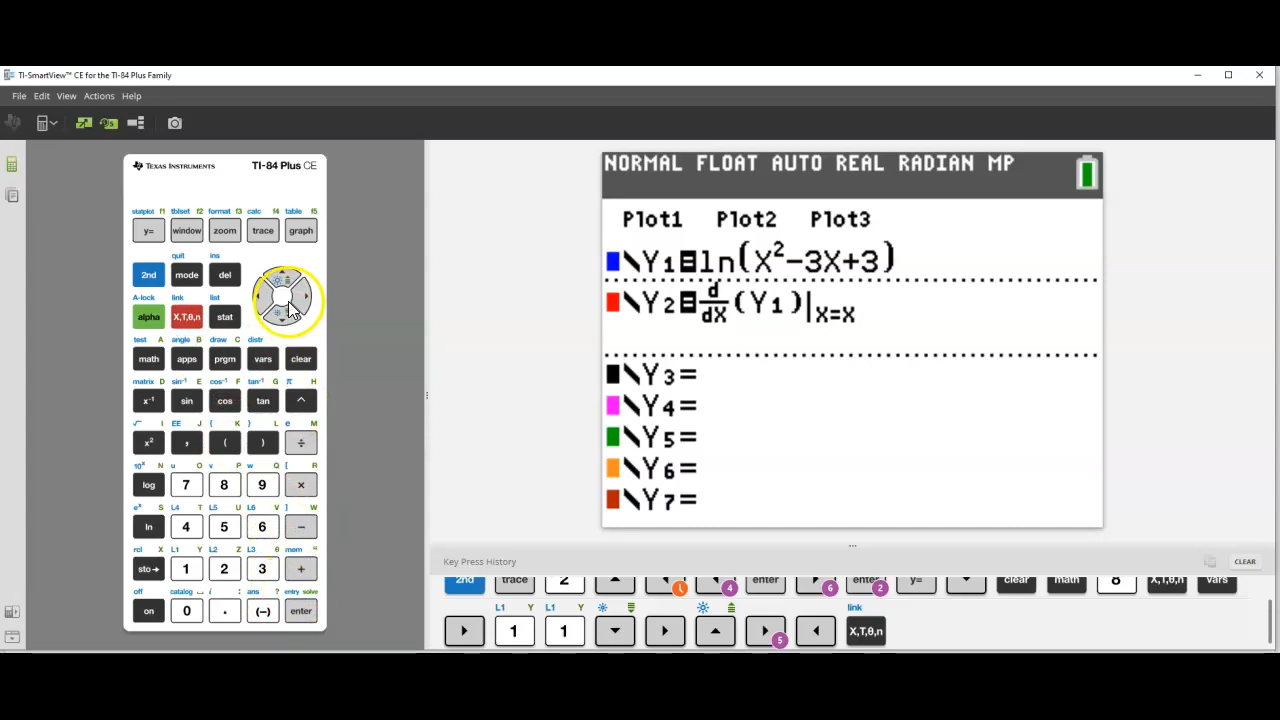 TI-SmartView™ CE for the TI-84 Plus Family
File Edit View Actions Help
TEXAS INSTRUMENTS TI-84 Plus CE
statplot f1 tblset f2 format f3 calc f4 table f5
y= window zoom trace graph
quit ins
2nd mode del
A-lock link list
alpha X,T,θ,n stat
test A angle B draw C distr
math apps prgm vars clear
matrix D sin⁻¹ E cos⁻¹ F tan⁻¹ G π H
x⁻¹ sin cos tan ^
√ I EE J { K } L e M
x² , ( ) ÷
10ˣ N u O v P w Q [ R
log 7 8 9 ×
eˣ S L4 T L5 U L6 V ] W
ln 4 5 6 −
rcl X L1 Y L2 Z L3 θ mem "
sto→ 1 2 3 +
off catalog i : ans ? entry solve
on 0 . (−) enter
NORMAL FLOAT AUTO REAL RADIAN MP
Plot1 Plot2 Plot3
\Y₁=ln(X²−3X+3)
\Y₂=d/dX(Y₁)|X=X
\Y₃=
\Y₄=
\Y₅=
\Y₆=
\Y₇=
Key Press History CLEAR
2nd trace 2 4 enter 6 enter 2 y= clear math 8 X,T,θ,n vars
L1 Y L1 Y link
1 1 5 X,T,θ,n